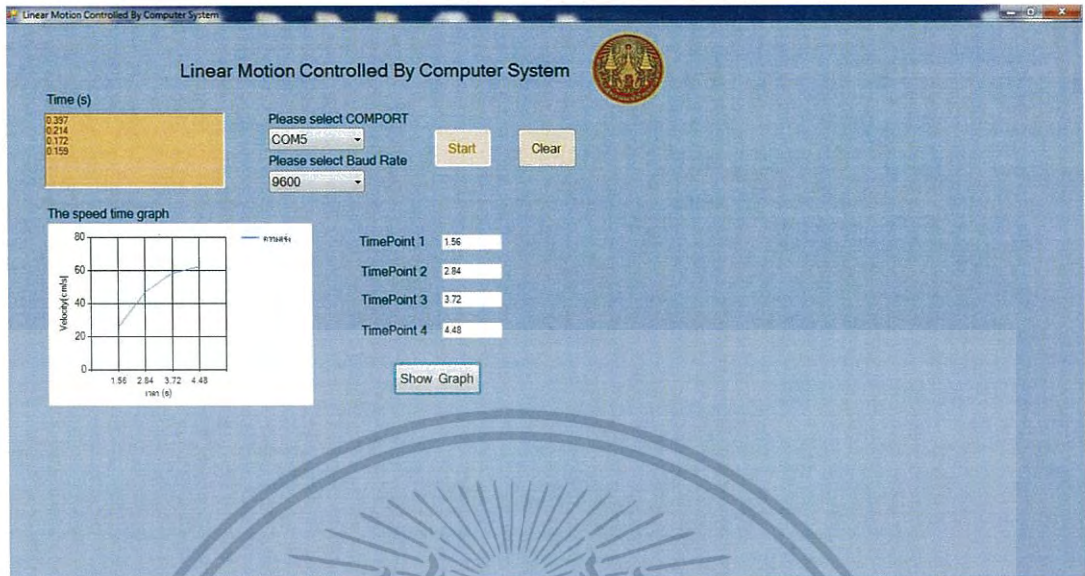 Linear Motion Controlled By Computer System
Linear Motion Controlled By Computer System
Time (s)
0.397
0.214
0.172
0.159
Please select COMPORT
COM5
Please select Baud Rate
9600
Start
Clear
The speed time graph
80
60
40
20
0
Velocity(cm/s)
1.56 2.84 3.72 4.48
เวลา (s)
ความเร็ว
TimePoint 1 1.56
TimePoint 2 2.84
TimePoint 3 3.72
TimePoint 4 4.48
Show Graph